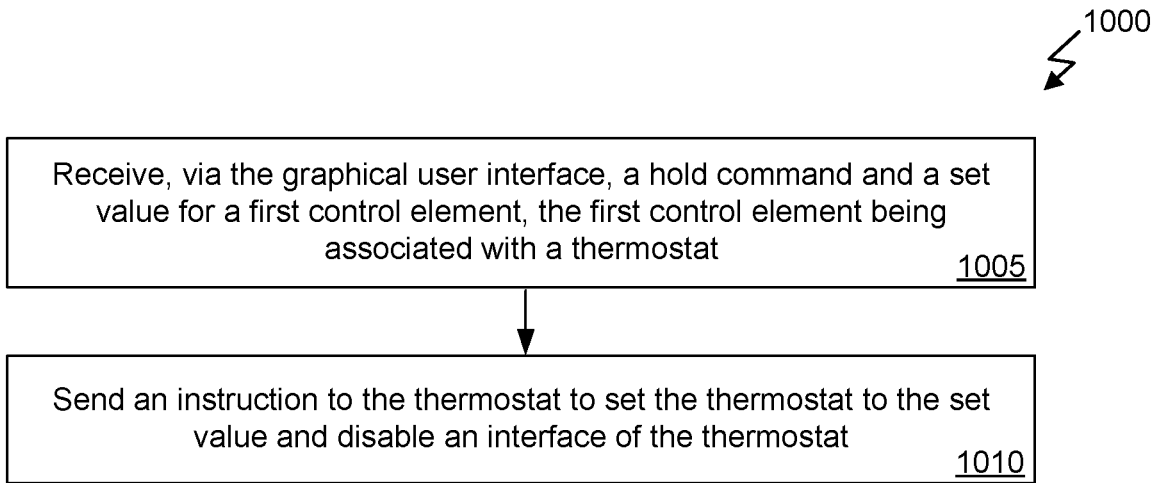 1000
Receive, via the graphical user interface, a hold command and a set
value for a first control element, the first control element being
associated with a thermostat
1005
Send an instruction to the thermostat to set the thermostat to the set
value and disable an interface of the thermostat
1010